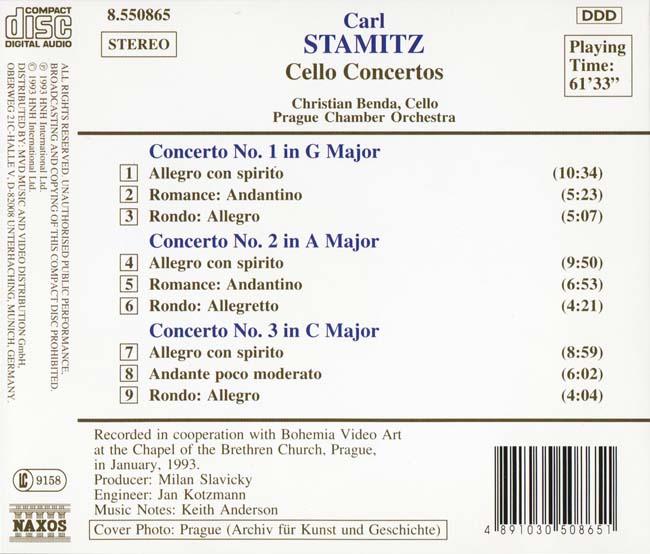 COMPACT
disc
DIGITAL AUDIO
8.550865
STEREO
Carl
STAMITZ
Cello Concertos
Christian Benda, Cello
Prague Chamber Orchestra
DDD
Playing
Time:
61'33”
ALL RIGHTS RESERVED. UNAUTHORISED PUBLIC PERFORMANCE,
BROADCASTING AND COPYING OF THIS COMPACT DISC PROHIBITED.
℗ 1993 HNH International Ltd.
© 1993 HNH International Ltd.
DISTRIBUTED BY: MVD MUSIC AND VIDEO DISTRIBUTION GmbH,
OBERWEG 21C-HALLE V, D-82008 UNTERHACHING, MUNICH, GERMANY.
Concerto No. 1 in G Major
1 Allegro con spirito (10:34)
2 Romance: Andantino (5:23)
3 Rondo: Allegro (5:07)
Concerto No. 2 in A Major
4 Allegro con spirito (9:50)
5 Romance: Andantino (6:53)
6 Rondo: Allegretto (4:21)
Concerto No. 3 in C Major
7 Allegro con spirito (8:59)
8 Andante poco moderato (6:02)
9 Rondo: Allegro (4:04)
Recorded in cooperation with Bohemia Video Art
at the Chapel of the Brethren Church, Prague,
in January, 1993.
Producer: Milan Slavicky
Engineer: Jan Kotzmann
Music Notes: Keith Anderson
Cover Photo: Prague (Archiv für Kunst und Geschichte)
LC 9158
NAXOS
4 891030 508651